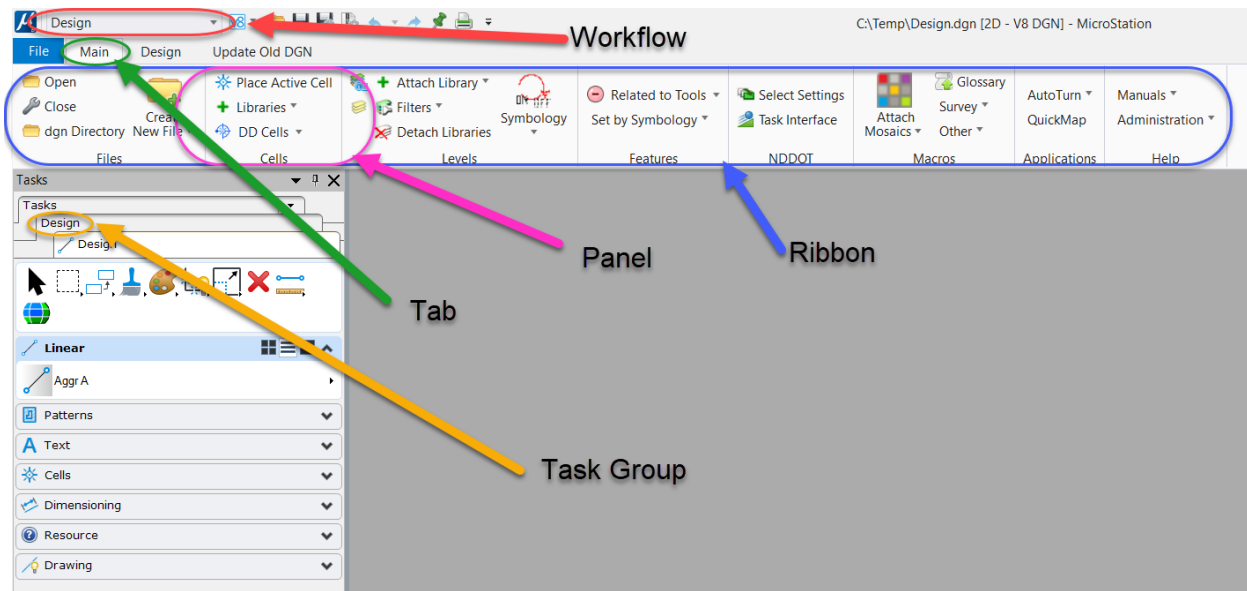 Design
C:\Temp\Design.dgn [2D - V8 DGN] - MicroStation
Workflow
File Main Design Update Old DGN
Open
Close
dgn Directory
New File
Files
Place Active Cell
Libraries
DD Cells
Cells
Attach Library
Filters
Detach Libraries
Symbology
Levels
Related to Tools
Set by Symbology
Features
Select Settings
Task Interface
NDDOT
Attach
Mosaics
Glossary
Survey
Other
Macros
AutoTurn
QuickMap
Applications
Manuals
Administration
Help
Tasks
Tasks
Design
Design
Panel
Ribbon
Tab
Linear
Aggr A
Patterns
Text
Cells
Dimensioning
Resource
Drawing
Task Group